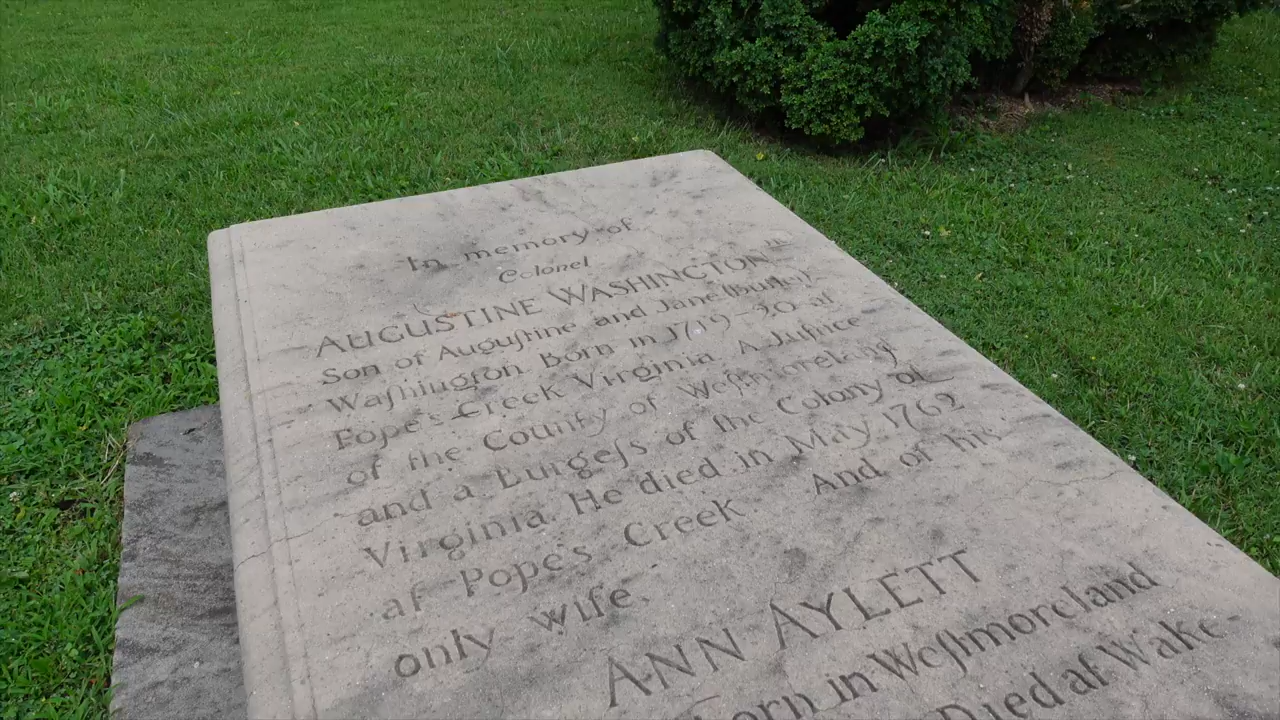 In memory of
Colonel
AUGUSTINE WASHINGTON JR.
Son of Auguſtine and Jane (Butler)
Waſhington Born in 1719-20 at
Pope's Creek Virginia. A Juſtice
of the County of Weſtmoreland
and a Burgeſs of the Colony of
Virginia. He died in May 1762
at Pope's Creek. And of his
only wife.
ANN AYLETT
Born in Weſtmoreland
Died at Wake-